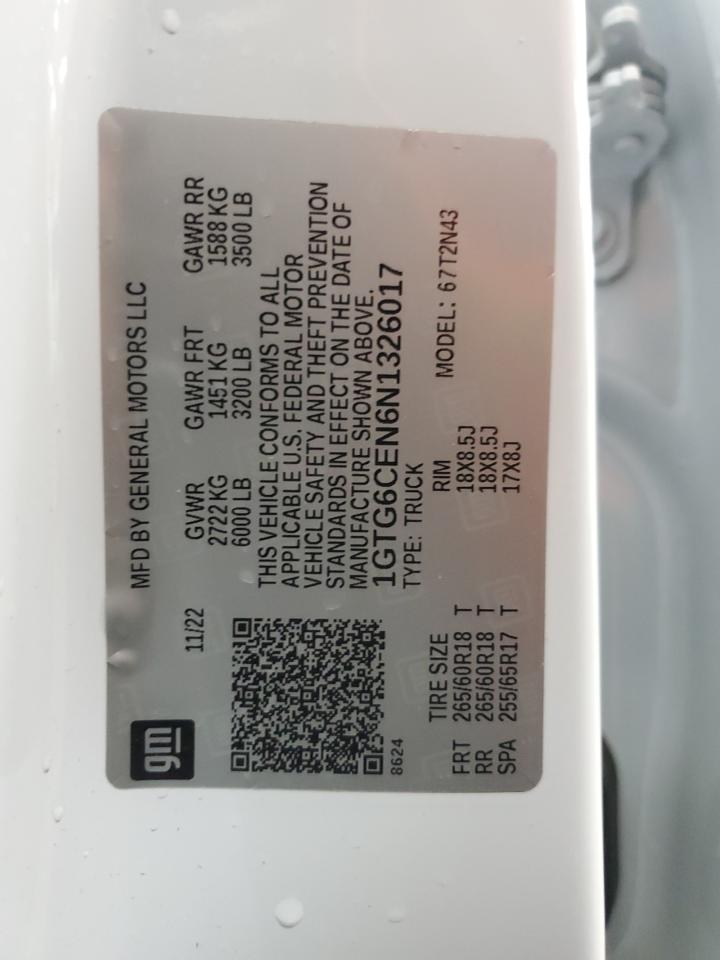 gm
MFD BY GENERAL MOTORS LLC
11/22
GVWR GAWR FRT GAWR RR
2722 KG 1451 KG 1588 KG
6000 LB 3200 LB 3500 LB
THIS VEHICLE CONFORMS TO ALL
APPLICABLE U.S. FEDERAL MOTOR
VEHICLE SAFETY AND THEFT PREVENTION
STANDARDS IN EFFECT ON THE DATE OF
MANUFACTURE SHOWN ABOVE.
1GTG6CEN6N1326017
8624
TYPE: TRUCK
MODEL: 67T2N43
TIRE SIZE RIM
FRT 265/60R18 T 18X8.5J
RR 265/60R18 T 18X8.5J
SPA 255/65R17 T 17X8J